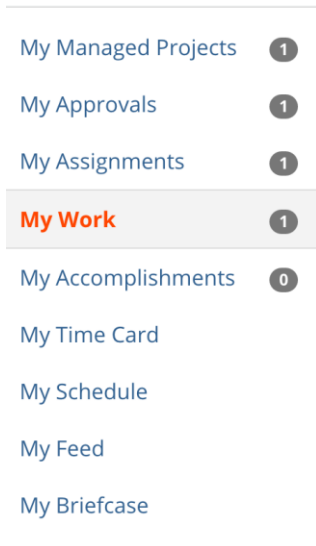 My Managed Projects 1
My Approvals 1
My Assignments 1
My Work 1
My Accomplishments 0
My Time Card
My Schedule
My Feed
My Briefcase